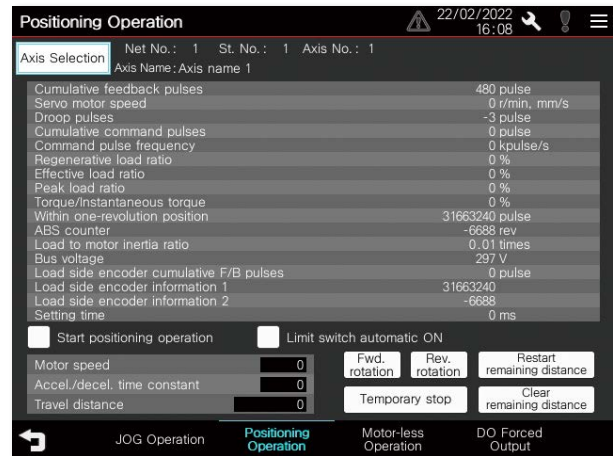 Positioning Operation
22/02/2022
16:08
Axis Selection
Net No.: 1 St. No.: 1 Axis No.: 1
Axis Name:Axis name 1
Cumulative feedback pulses 480 pulse
Servo motor speed 0 r/min, mm/s
Droop pulses -3 pulse
Cumulative command pulses 0 pulse
Command pulse frequency 0 kpulse/s
Regenerative load ratio 0 %
Effective load ratio 0 %
Peak load ratio 0 %
Torque/Instantaneous torque 0 %
Within one-revolution position 31663240 pulse
ABS counter -6688 rev
Load to motor inertia ratio 0.01 times
Bus voltage 297 V
Load side encoder cumulative F/B pulses 0 pulse
Load side encoder information 1 31663240
Load side encoder information 2 -6688
Setting time 0 ms
Start positioning operation
Limit switch automatic ON
Motor speed 0
Accel./decel. time constant 0
Travel distance 0
Fwd.
rotation
Rev.
rotation
Restart
remaining distance
Temporary stop
Clear
remaining distance
JOG Operation
Positioning
Operation
Motor-less
Operation
DO Forced
Output